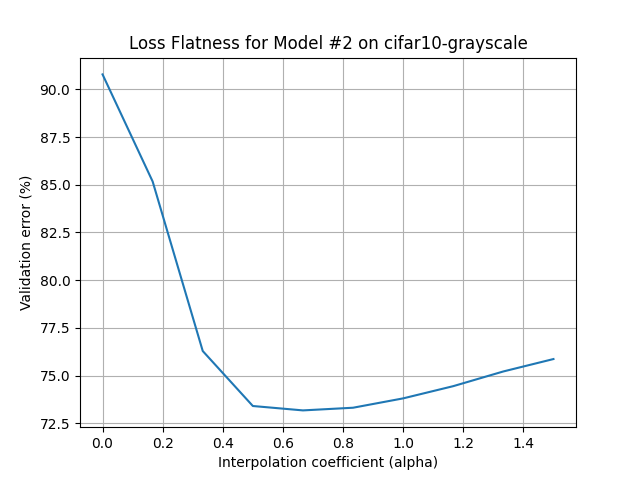 Loss Flatness for Model #2 on cifar10-grayscale
90.0
87.5
85.0
82.5
80.0
77.5
75.0
72.5
Validation error (%)
0.0 0.2 0.4 0.6 0.8 1.0 1.2 1.4
Interpolation coefficient (alpha)